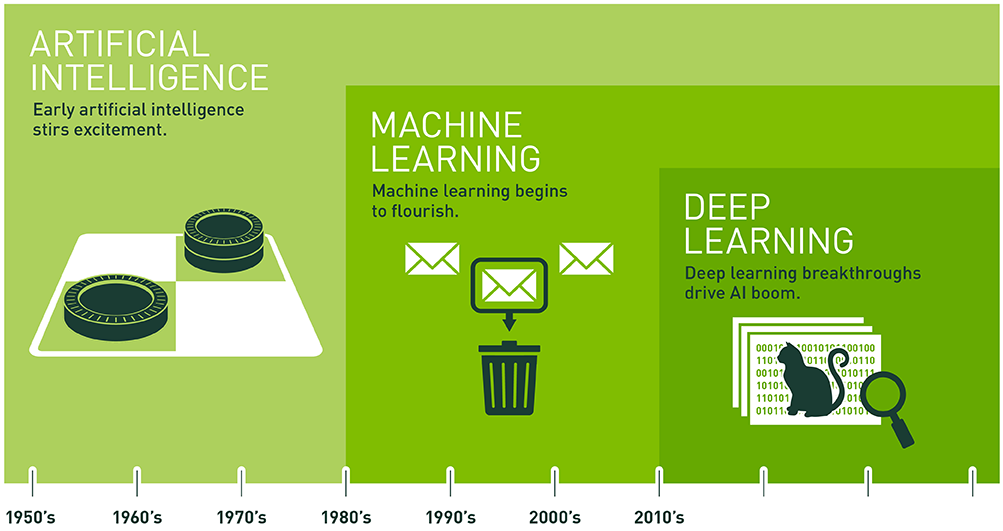 ARTIFICIAL
INTELLIGENCE
Early artificial intelligence
stirs excitement.
MACHINE
LEARNING
Machine learning begins
to flourish.
DEEP
LEARNING
Deep learning breakthroughs
drive AI boom.
1950's 1960's 1970's 1980's 1990's 2000's 2010's